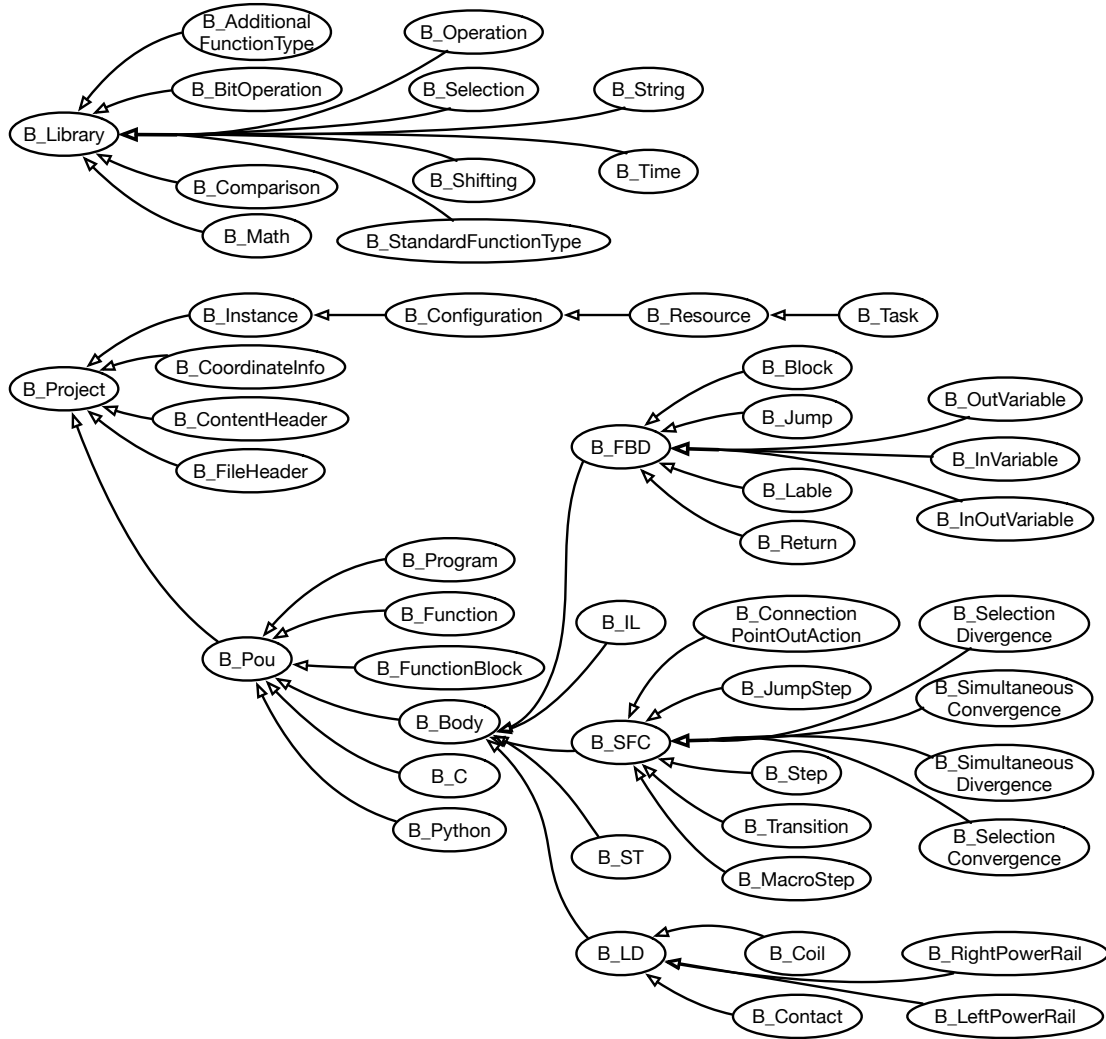 B_Additional
FunctionType
B_Operation
B_BitOperation
B_Selection
B_String
B_Library
B_Comparison
B_Shifting
B_Time
B_Math
B_StandardFunctionType
B_Instance
B_Configuration
B_Resource
B_Task
B_CoordinateInfo
B_Project
B_ContentHeader
B_FileHeader
B_Block
B_Jump
B_OutVariable
B_FBD
B_InVariable
B_Lable
B_InOutVariable
B_Return
B_Program
B_Function
B_Pou
B_FunctionBlock
B_Body
B_C
B_Python
B_IL
B_Connection
PointOutAction
B_Selection
Divergence
B_JumpStep
B_Simultaneous
Convergence
B_SFC
B_Step
B_Simultaneous
Divergence
B_Transition
B_Selection
Convergence
B_ST
B_MacroStep
B_LD
B_Coil
B_RightPowerRail
B_Contact
B_LeftPowerRail